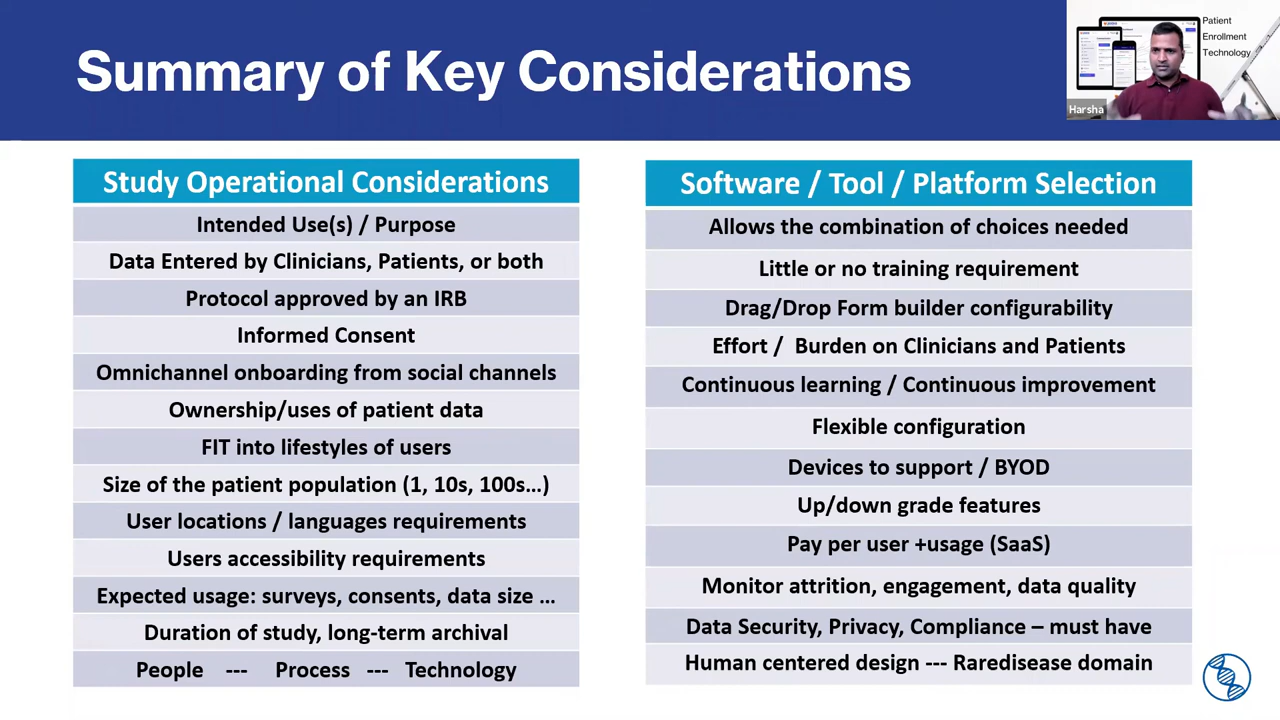 Summary of Key Considerations
Patient
Enrollment
Technology
Harsha
Study Operational Considerations
Intended Use(s) / Purpose
Data Entered by Clinicians, Patients, or both
Protocol approved by an IRB
Informed Consent
Omnichannel onboarding from social channels
Ownership/uses of patient data
FIT into lifestyles of users
Size of the patient population (1, 10s, 100s...)
User locations / languages requirements
Users accessibility requirements
Expected usage: surveys, consents, data size ...
Duration of study, long-term archival
People --- Process --- Technology
Software / Tool / Platform Selection
Allows the combination of choices needed
Little or no training requirement
Drag/Drop Form builder configurability
Effort / Burden on Clinicians and Patients
Continuous learning / Continuous improvement
Flexible configuration
Devices to support / BYOD
Up/down grade features
Pay per user +usage (SaaS)
Monitor attrition, engagement, data quality
Data Security, Privacy, Compliance – must have
Human centered design --- Raredisease domain